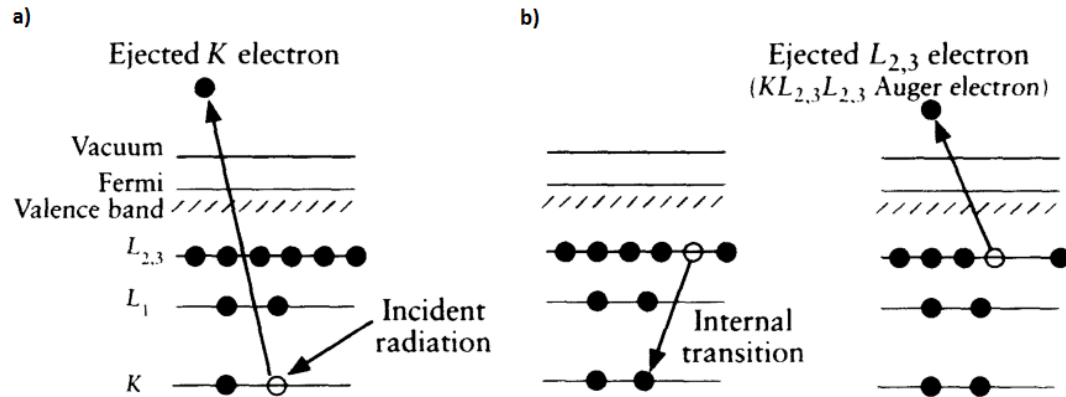 a)
Ejected K electron
Vacuum
Fermi
Valence band
L2,3
L1
K
Incident
radiation
b)
Internal
transition
Ejected L2,3 electron
(KL2,3L2,3 Auger electron)